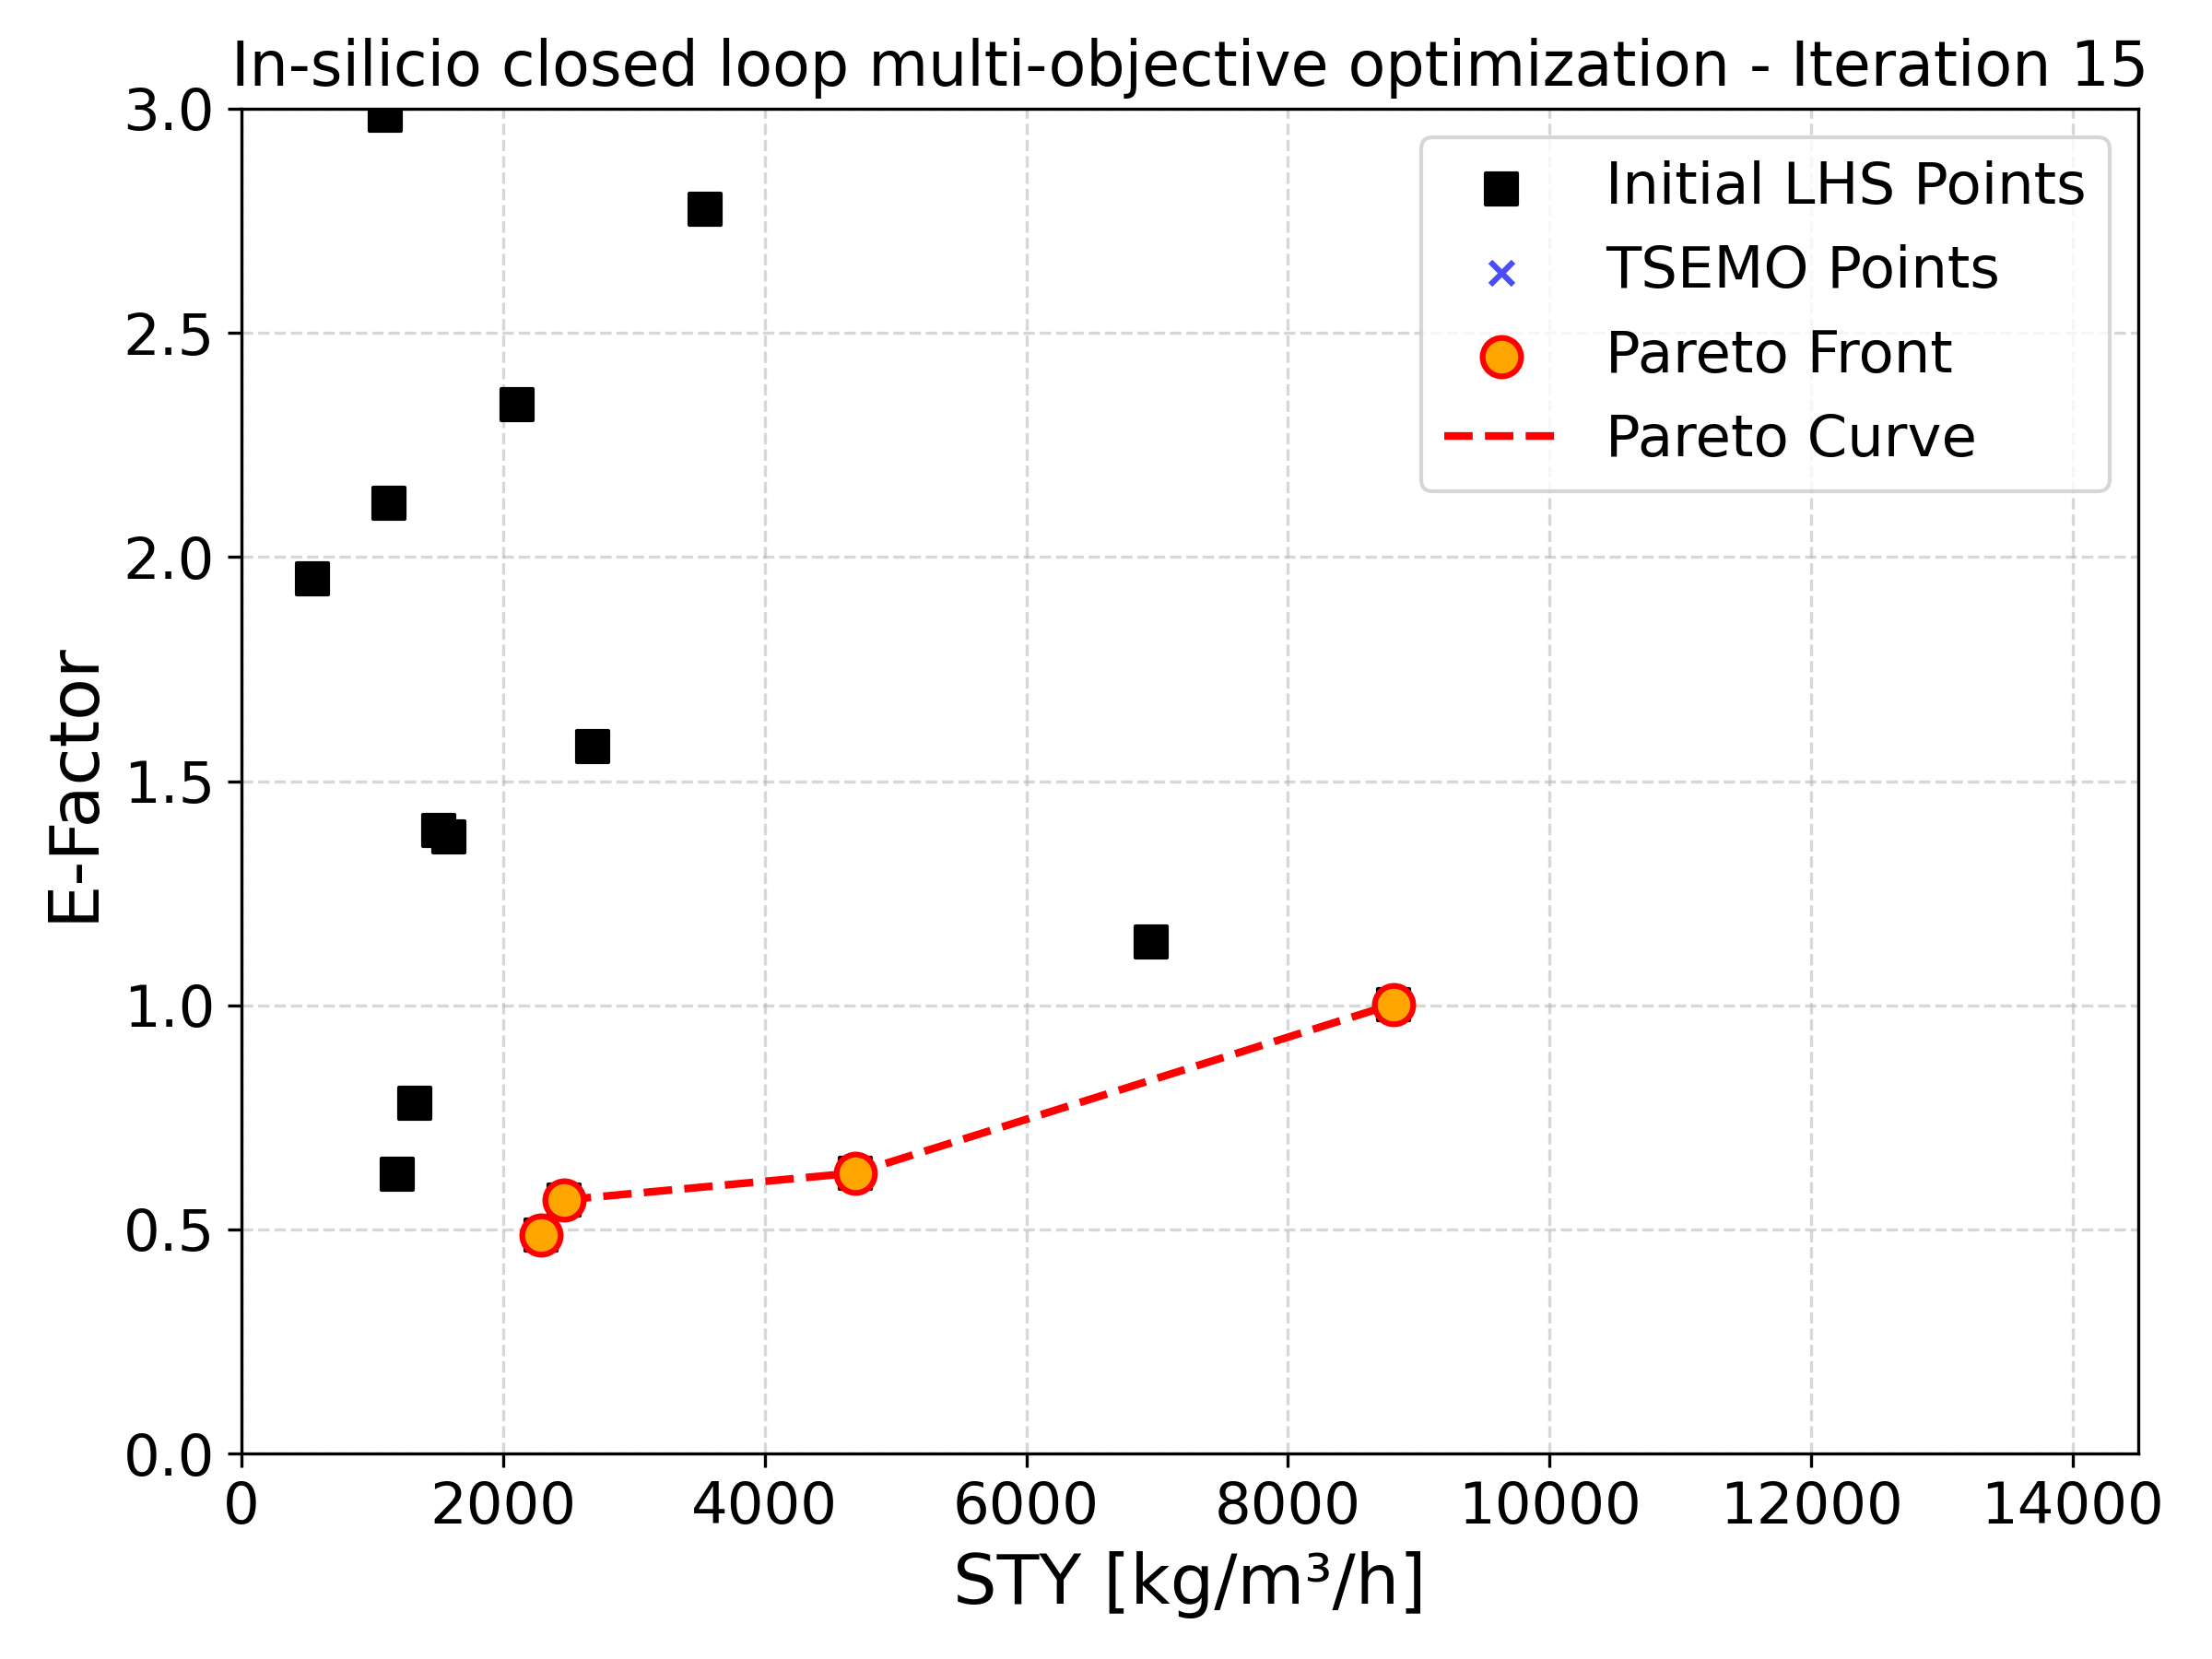 In-silicio closed loop multi-objective optimization - Iteration 15
3.0
2.5
2.0
1.5
1.0
0.5
0.0
E-Factor
Initial LHS Points
TSEMO Points
Pareto Front
Pareto Curve
0 2000 4000 6000 8000 10000 12000 14000
STY [kg/m³/h]